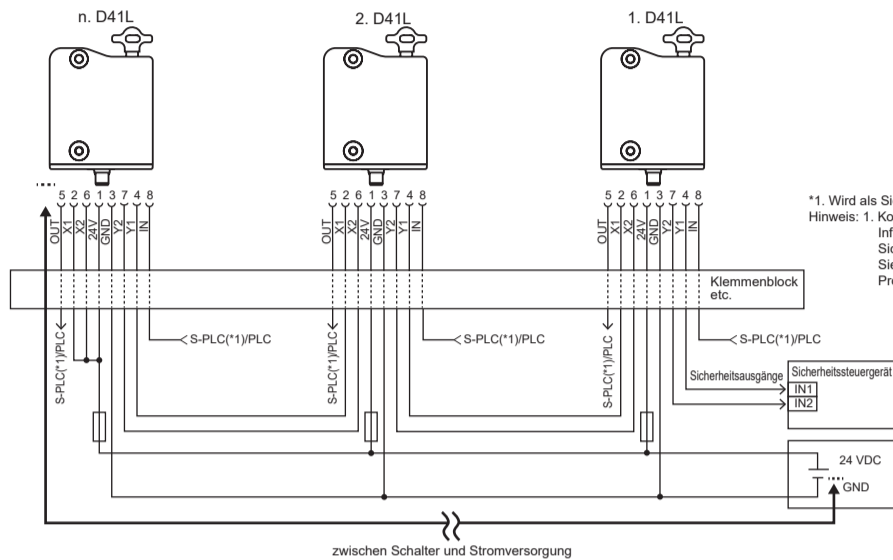 n. D41L
2. D41L
1. D41L
5 2 6 1 3 7 4 8
5 2 6 1 3 7 4 8
5 2 6 1 3 7 4 8
OUT X1 X2 24V GND Y2 Y1 IN
OUT X1 X2 24V GND Y2 Y1 IN
OUT X1 X2 24V GND Y2 Y1 IN
*1. Wird als Si
Hinweis: 1. Ko
Inf
Sic
Sie
Pr
Klemmenblock
etc.
S-PLC(*1)/PLC
S-PLC(*1)/PLC
S-PLC(*1)/PLC
S-PLC(*1)/PLC
S-PLC(*1)/PLC
S-PLC(*1)/PLC
Sicherheitsausgänge
Sicherheitssteuergerät
IN1
IN2
24 VDC
GND
zwischen Schalter und Stromversorgung